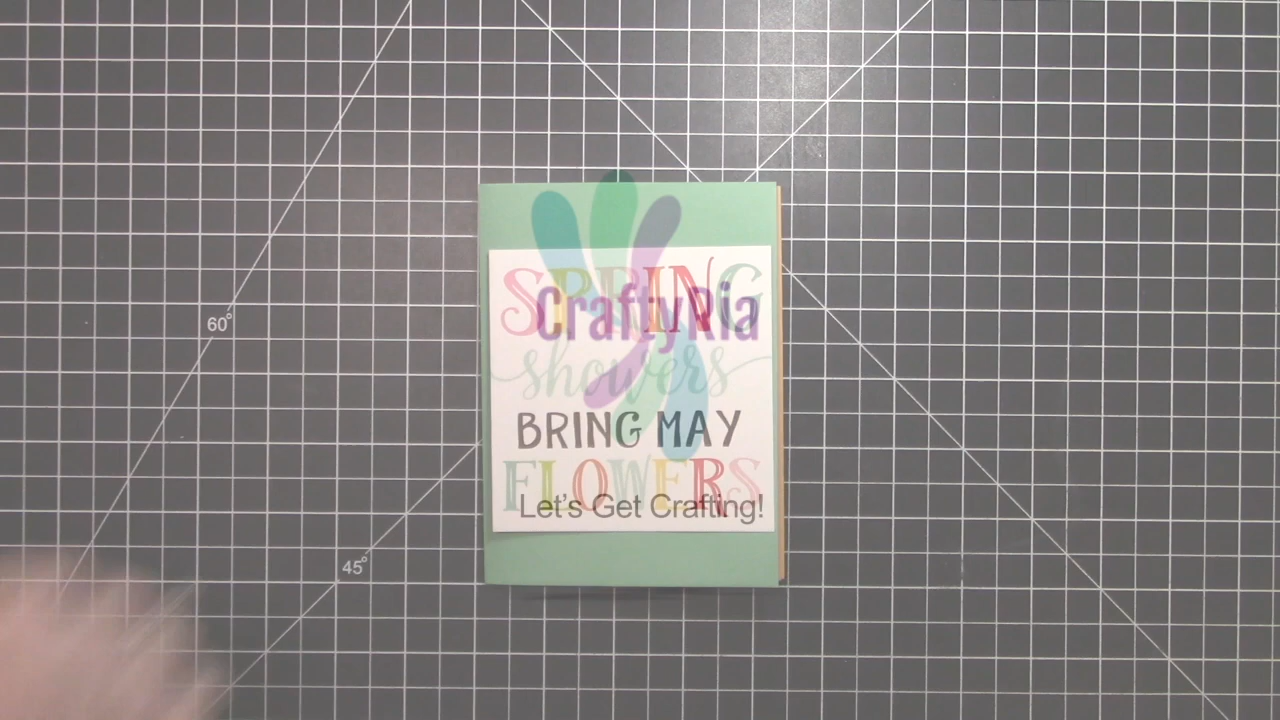 SPRING
CraftyRia
showers
BRING MAY
FLOWERS
Let's Get Crafting!
60°
45°